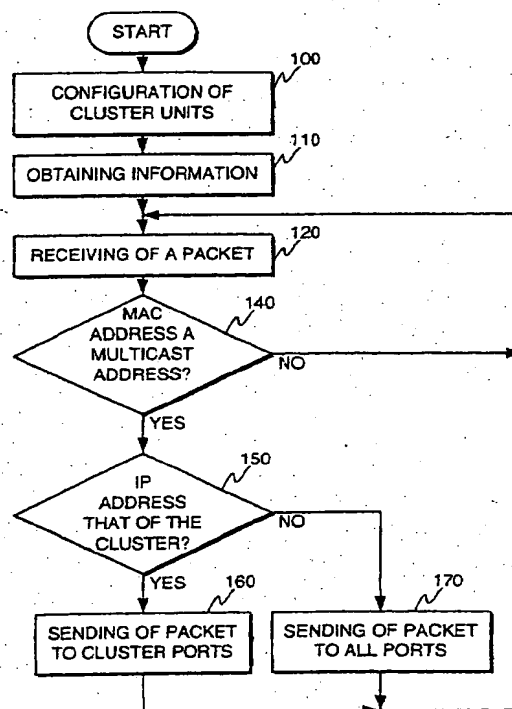 START
100
CONFIGURATION OF
CLUSTER UNITS
110
OBTAINING INFORMATION
120
RECEIVING OF A PACKET
140
MAC
ADDRESS A
MULTICAST
ADDRESS?
NO
YES
150
IP
ADDRESS
THAT OF THE
CLUSTER?
NO
YES
160
SENDING OF PACKET
TO CLUSTER PORTS
170
SENDING OF PACKET
TO ALL PORTS